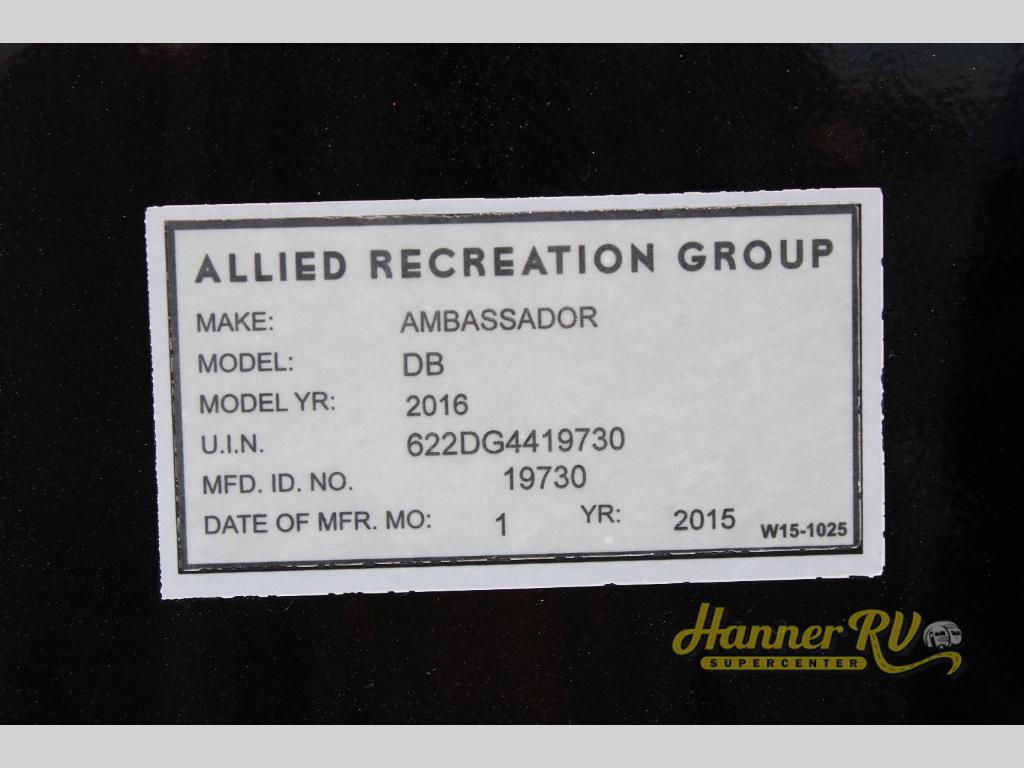 ALLIED RECREATION GROUP
MAKE: AMBASSADOR
MODEL: DB
MODEL YR: 2016
U.I.N. 622DG4419730
MFD. ID. NO. 19730
DATE OF MFR. MO: 1 YR: 2015 W15-1025
Hanner RV
SUPERCENTER